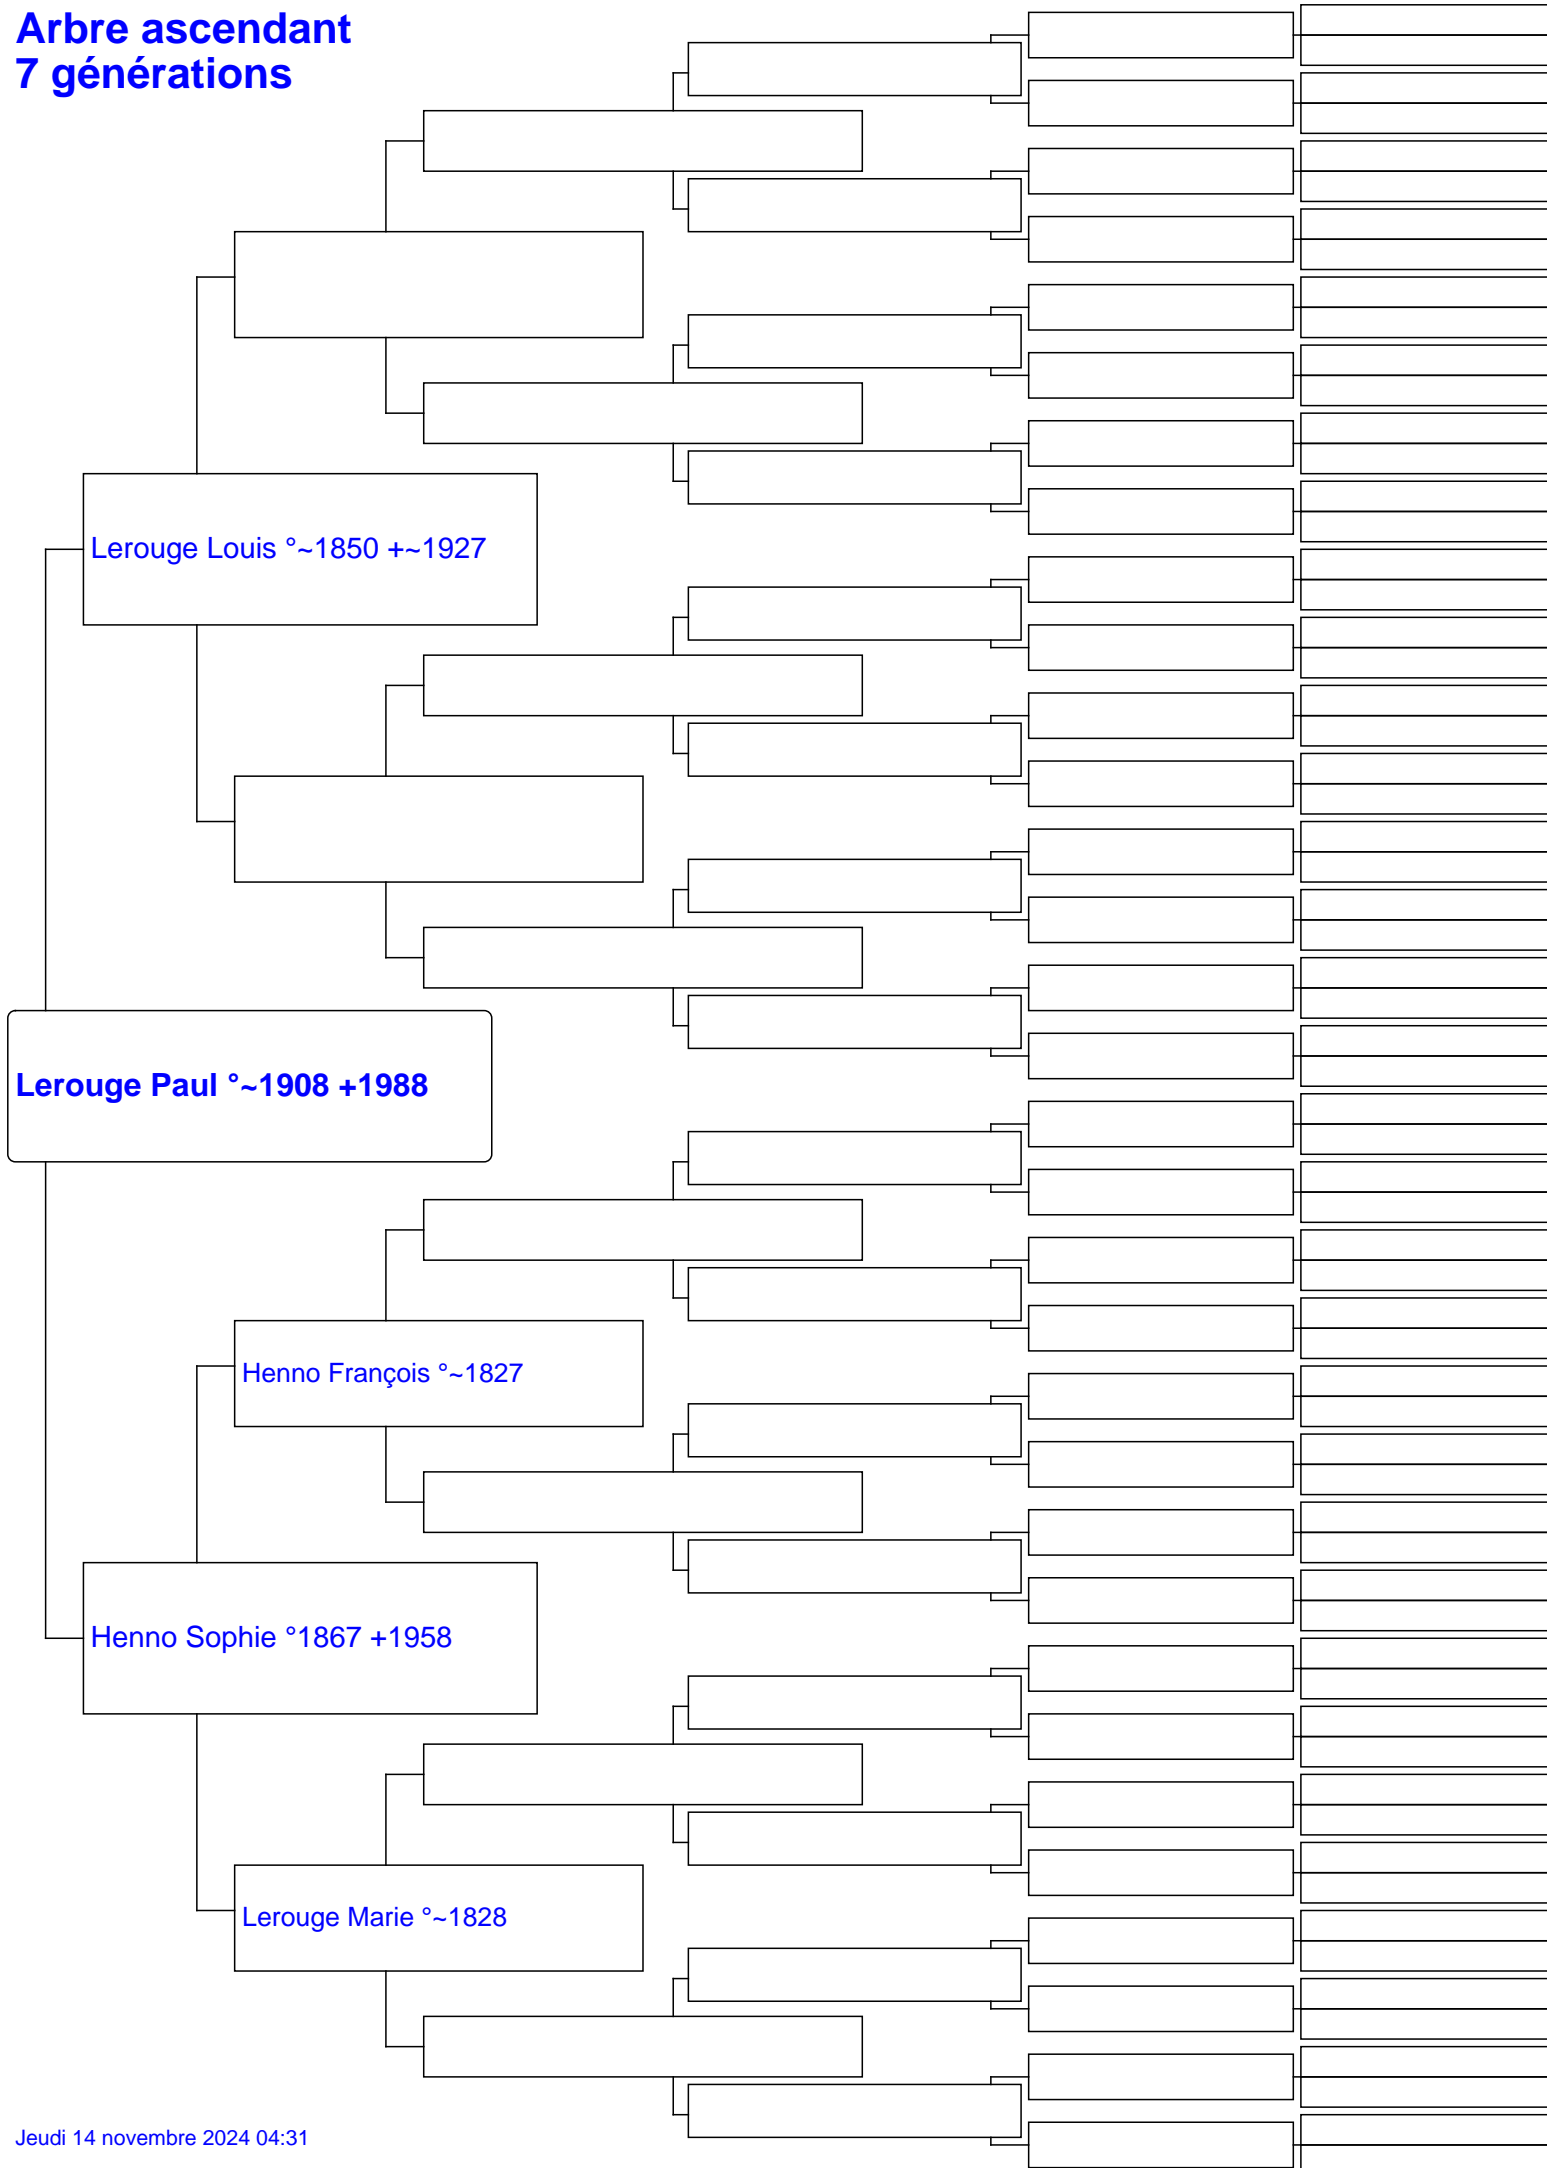 Arbre ascendant
7 générations
Lerouge Louis °~1850 +~1927
Lerouge Paul °~1908 +1988
Henno François °~1827
Henno Sophie °1867 +1958
Lerouge Marie °~1828
Jeudi 14 novembre 2024 04:31